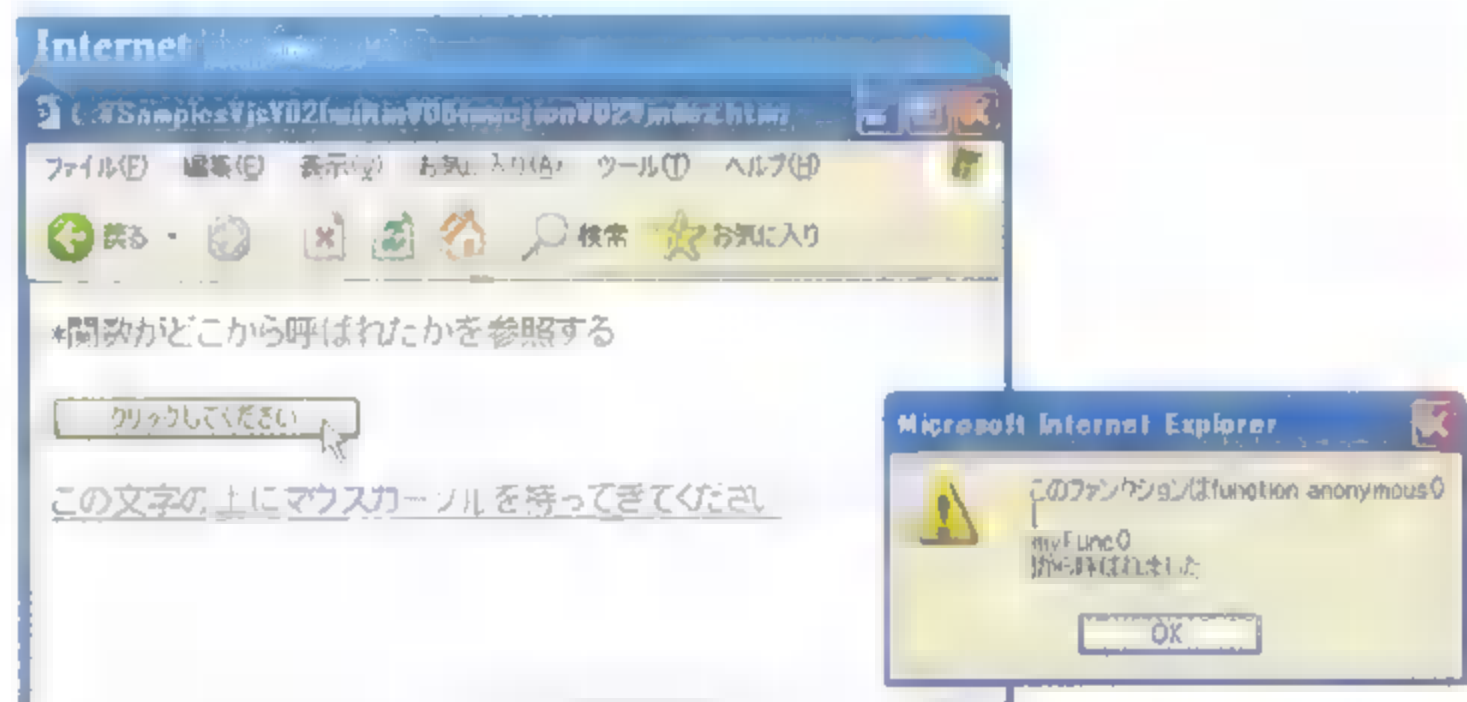 Internet
ファイル(F) 編集(E) 表示(V) お気に入り(A) ツール(T) ヘルプ(H)
戻る 検索 お気に入り
*関数がどこから呼ばれたかを参照する
クリックしてください
この文字の上にマウスカーソルを持ってきてください
Microsoft Internet Explorer
このファンクションはfunction anonymous()
{
myFunc()
}から呼ばれました
OK